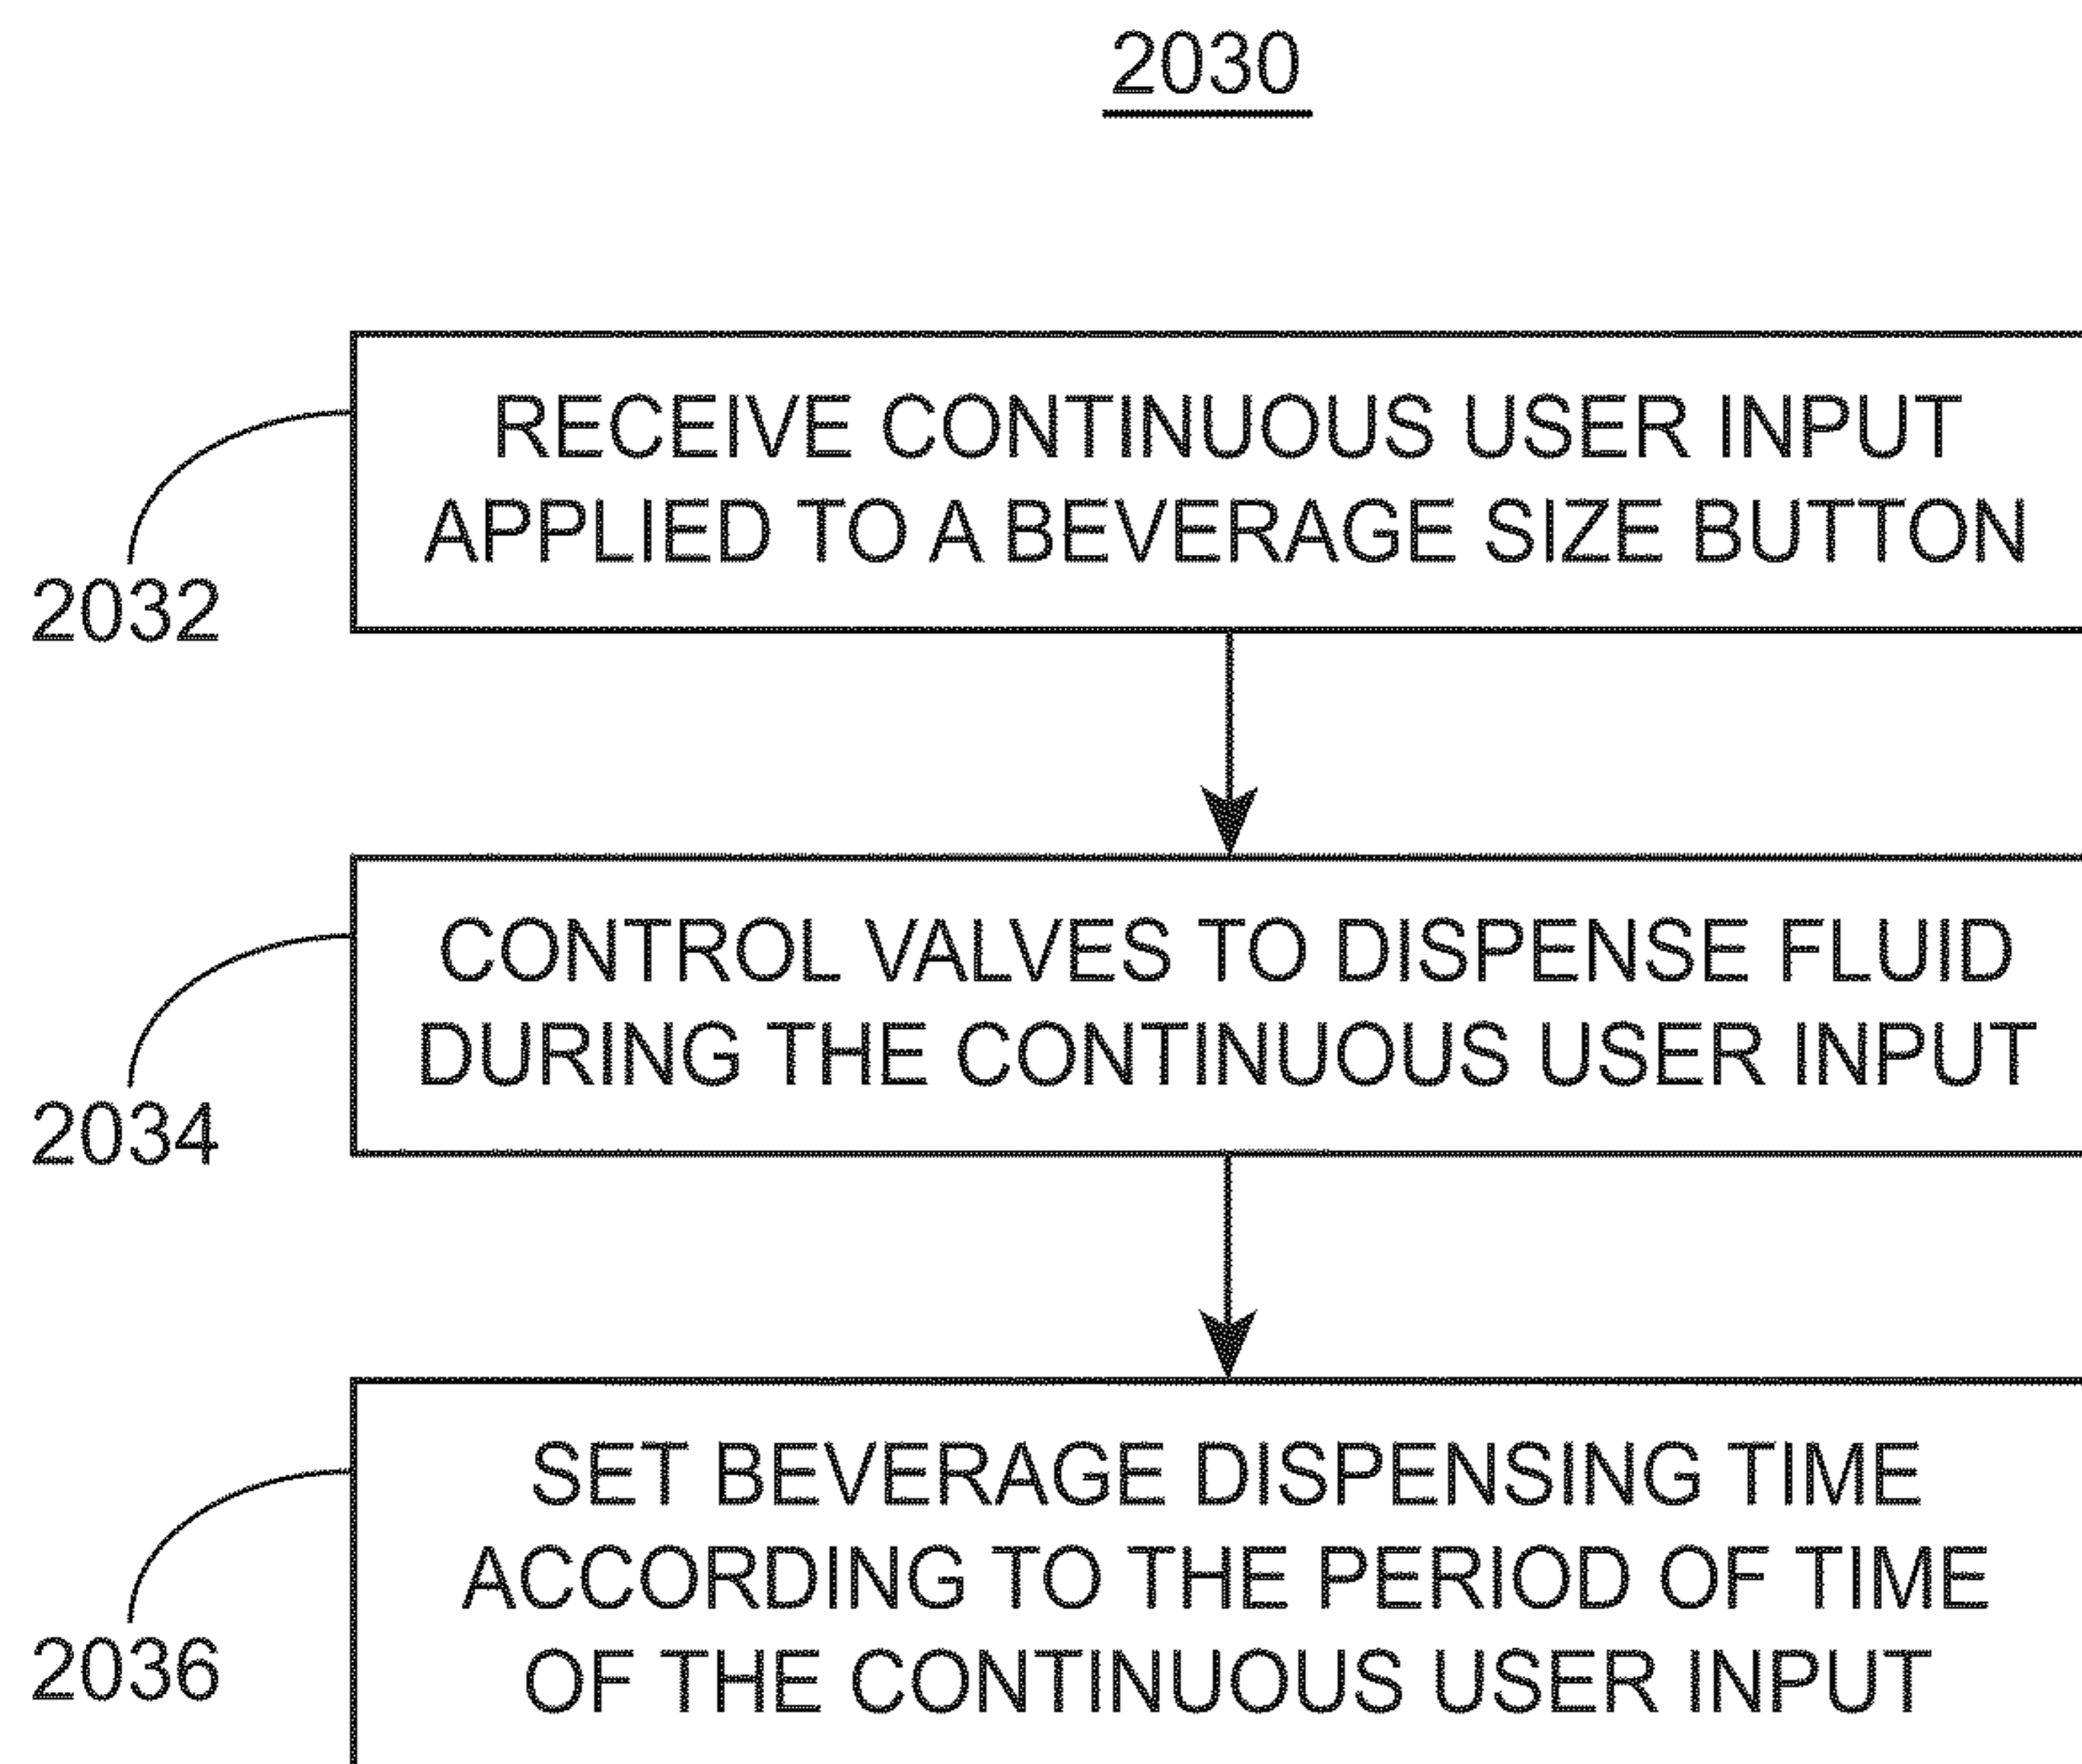 2030
RECEIVE CONTINUOUS USER INPUT
APPLIED TO A BEVERAGE SIZE BUTTON
2032
CONTROL VALVES TO DISPENSE FLUID
DURING THE CONTINUOUS USER INPUT
2034
SET BEVERAGE DISPENSING TIME
ACCORDING TO THE PERIOD OF TIME
OF THE CONTINUOUS USER INPUT
2036